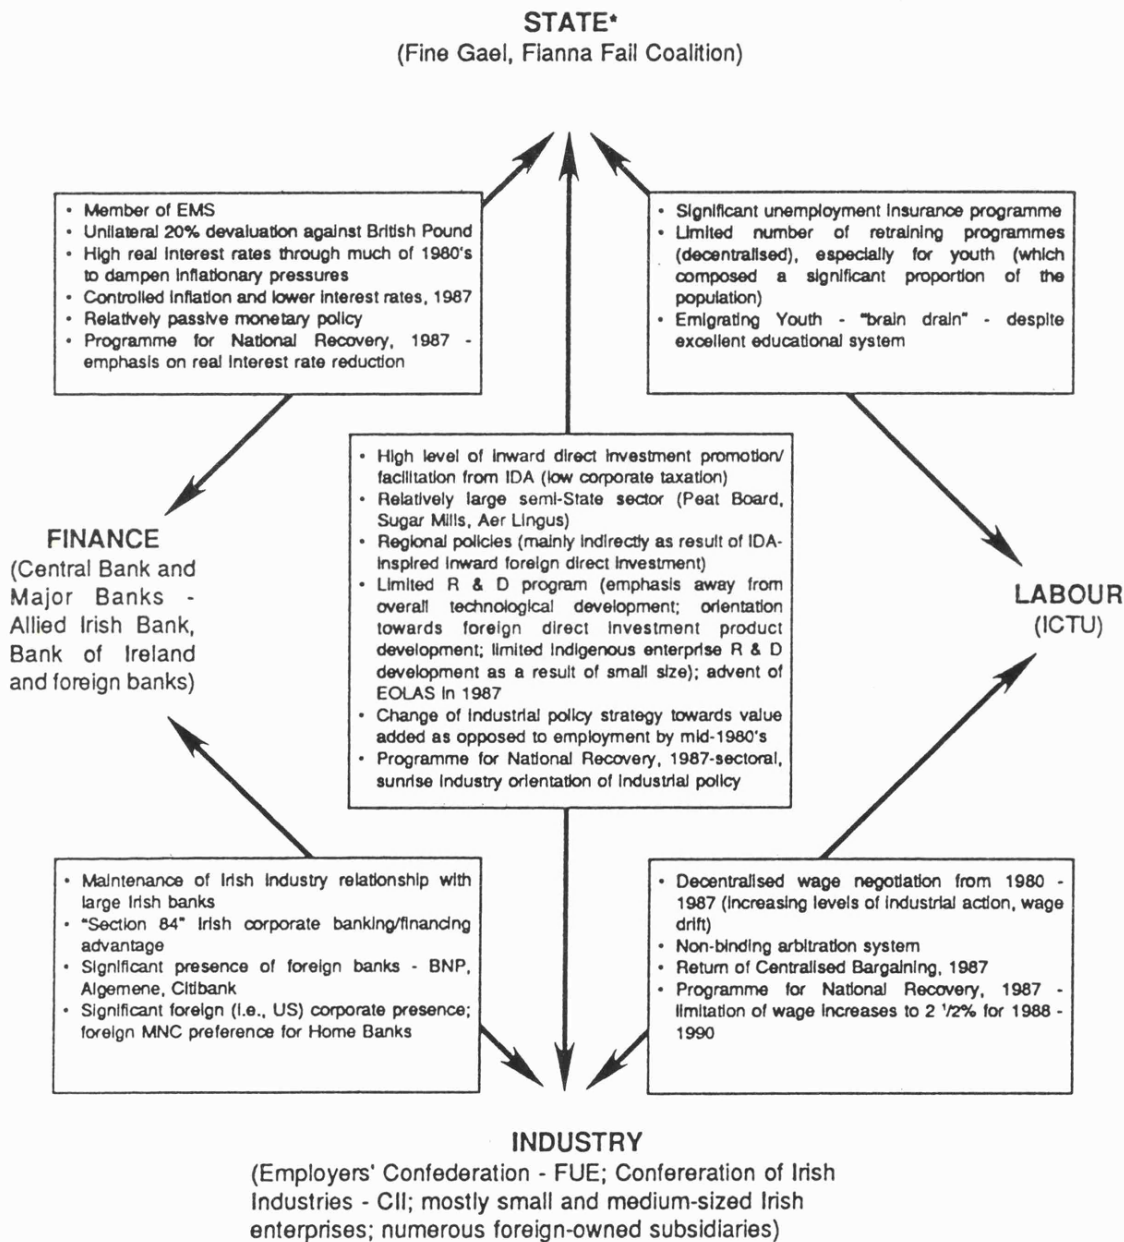 STATE*
(Fine Gael, Fianna Fail Coalition)
• Member of EMS
• Unilateral 20% devaluation against British Pound
• High real interest rates through much of 1980's
to dampen inflationary pressures
• Controlled inflation and lower interest rates, 1987
• Relatively passive monetary policy
• Programme for National Recovery, 1987 -
emphasis on real interest rate reduction
• Significant unemployment insurance programme
• Limited number of retraining programmes
(decentralised), especially for youth (which
composed a significant proportion of the
population)
• Emigrating Youth - "brain drain" - despite
excellent educational system
• High level of inward direct investment promotion/
facilitation from IDA (low corporate taxation)
• Relatively large semi-State sector (Peat Board,
Sugar Mills, Aer Lingus)
• Regional policies (mainly indirectly as result of IDA-
inspired inward foreign direct investment)
• Limited R & D program (emphasis away from
overall technological development; orientation
towards foreign direct investment product
development; limited indigenous enterprise R & D
development as a result of small size); advent of
EOLAS in 1987
• Change of industrial policy strategy towards value
added as opposed to employment by mid-1980's
• Programme for National Recovery, 1987-sectoral,
sunrise industry orientation of industrial policy
FINANCE
(Central Bank and
Major Banks -
Allied Irish Bank,
Bank of Ireland
and foreign banks)
LABOUR
(ICTU)
• Maintenance of Irish industry relationship with
large Irish banks
• "Section 84" Irish corporate banking/financing
advantage
• Significant presence of foreign banks - BNP,
Algemene, Citibank
• Significant foreign (i.e., US) corporate presence;
foreign MNC preference for Home Banks
• Decentralised wage negotiation from 1980 -
1987 (increasing levels of industrial action, wage
drift)
• Non-binding arbitration system
• Return of Centralised Bargaining, 1987
• Programme for National Recovery, 1987 -
limitation of wage increases to 2 1/2% for 1988 -
1990
INDUSTRY
(Employers' Confederation - FUE; Confereration of Irish
Industries - CII; mostly small and medium-sized Irish
enterprises; numerous foreign-owned subsidiaries)